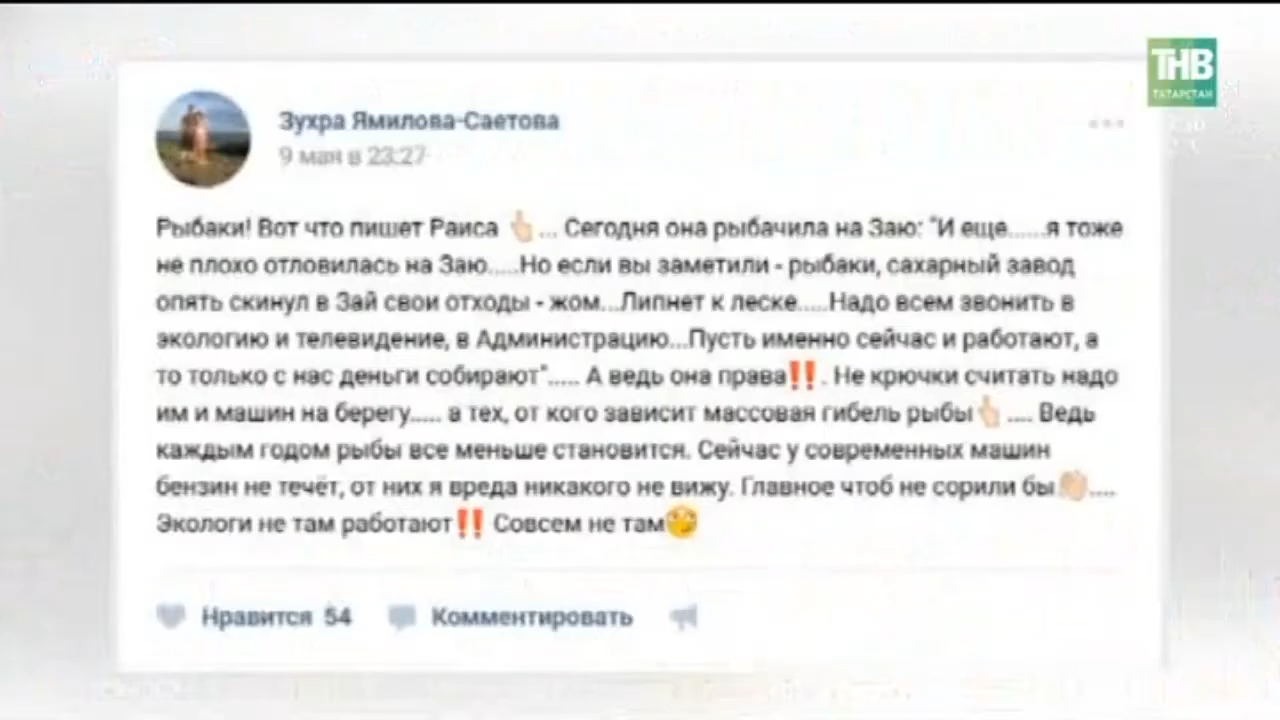 ТНВ
ТАТАРСТАН
Зухра Ямилова-Саетова
9 мая в 23:27
Рыбаки! Вот что пишет Раиса 👆... Сегодня она рыбачила на Заю: "И еще......я тоже
не плохо отловилась на Заю.....Но если вы заметили - рыбаки, сахарный завод
опять скинул в Зай свои отходы - жом...Липнет к леске.....Надо всем звонить в
экологию и телевидение, в Администрацию...Пусть именно сейчас и работают, а
то только с нас деньги собирают"..... А ведь она права‼️. Не крючки считать надо
им и машин на берегу..... а тех, от кого зависит массовая гибель рыбы👆.... Ведь
каждым годом рыбы все меньше становится. Сейчас у современных машин
бензин не течёт, от них я вреда никакого не вижу. Главное чтоб не сорили бы👏....
Экологи не там работают‼️ Совсем не там🤔
Нравится 54 Комментировать